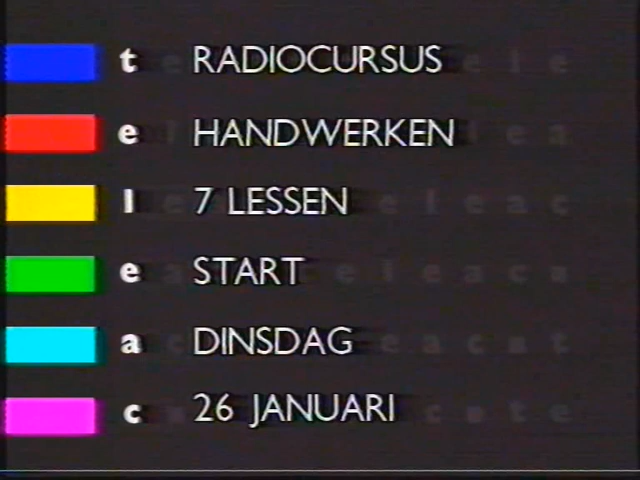 t RADIOCURSUS
e HANDWERKEN
l 7 LESSEN
e START
a DINSDAG
c 26 JANUARI